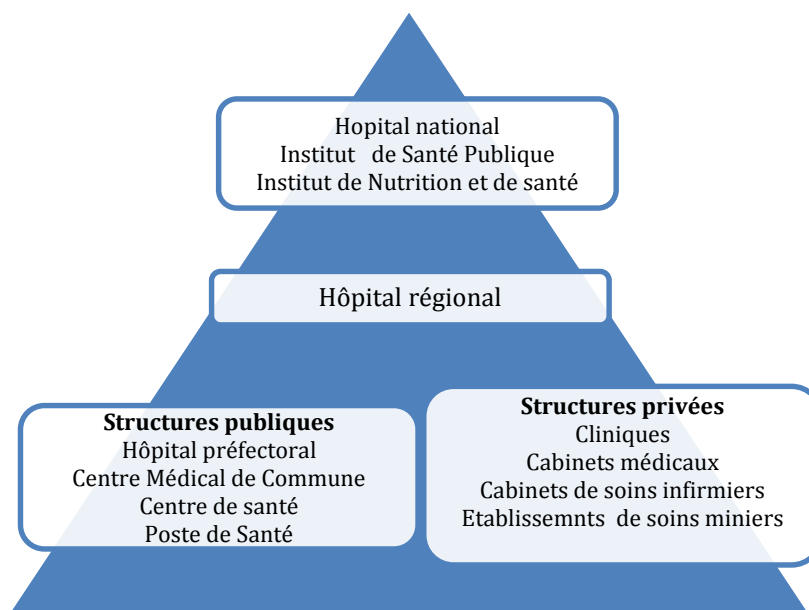 Hopital national
Institut de Santé Publique
Institut de Nutrition et de santé
Hôpital régional
Structures publiques
Hôpital préfectoral
Centre Médical de Commune
Centre de santé
Poste de Santé
Structures privées
Cliniques
Cabinets médicaux
Cabinets de soins infirmiers
Etablissemnts de soins miniers